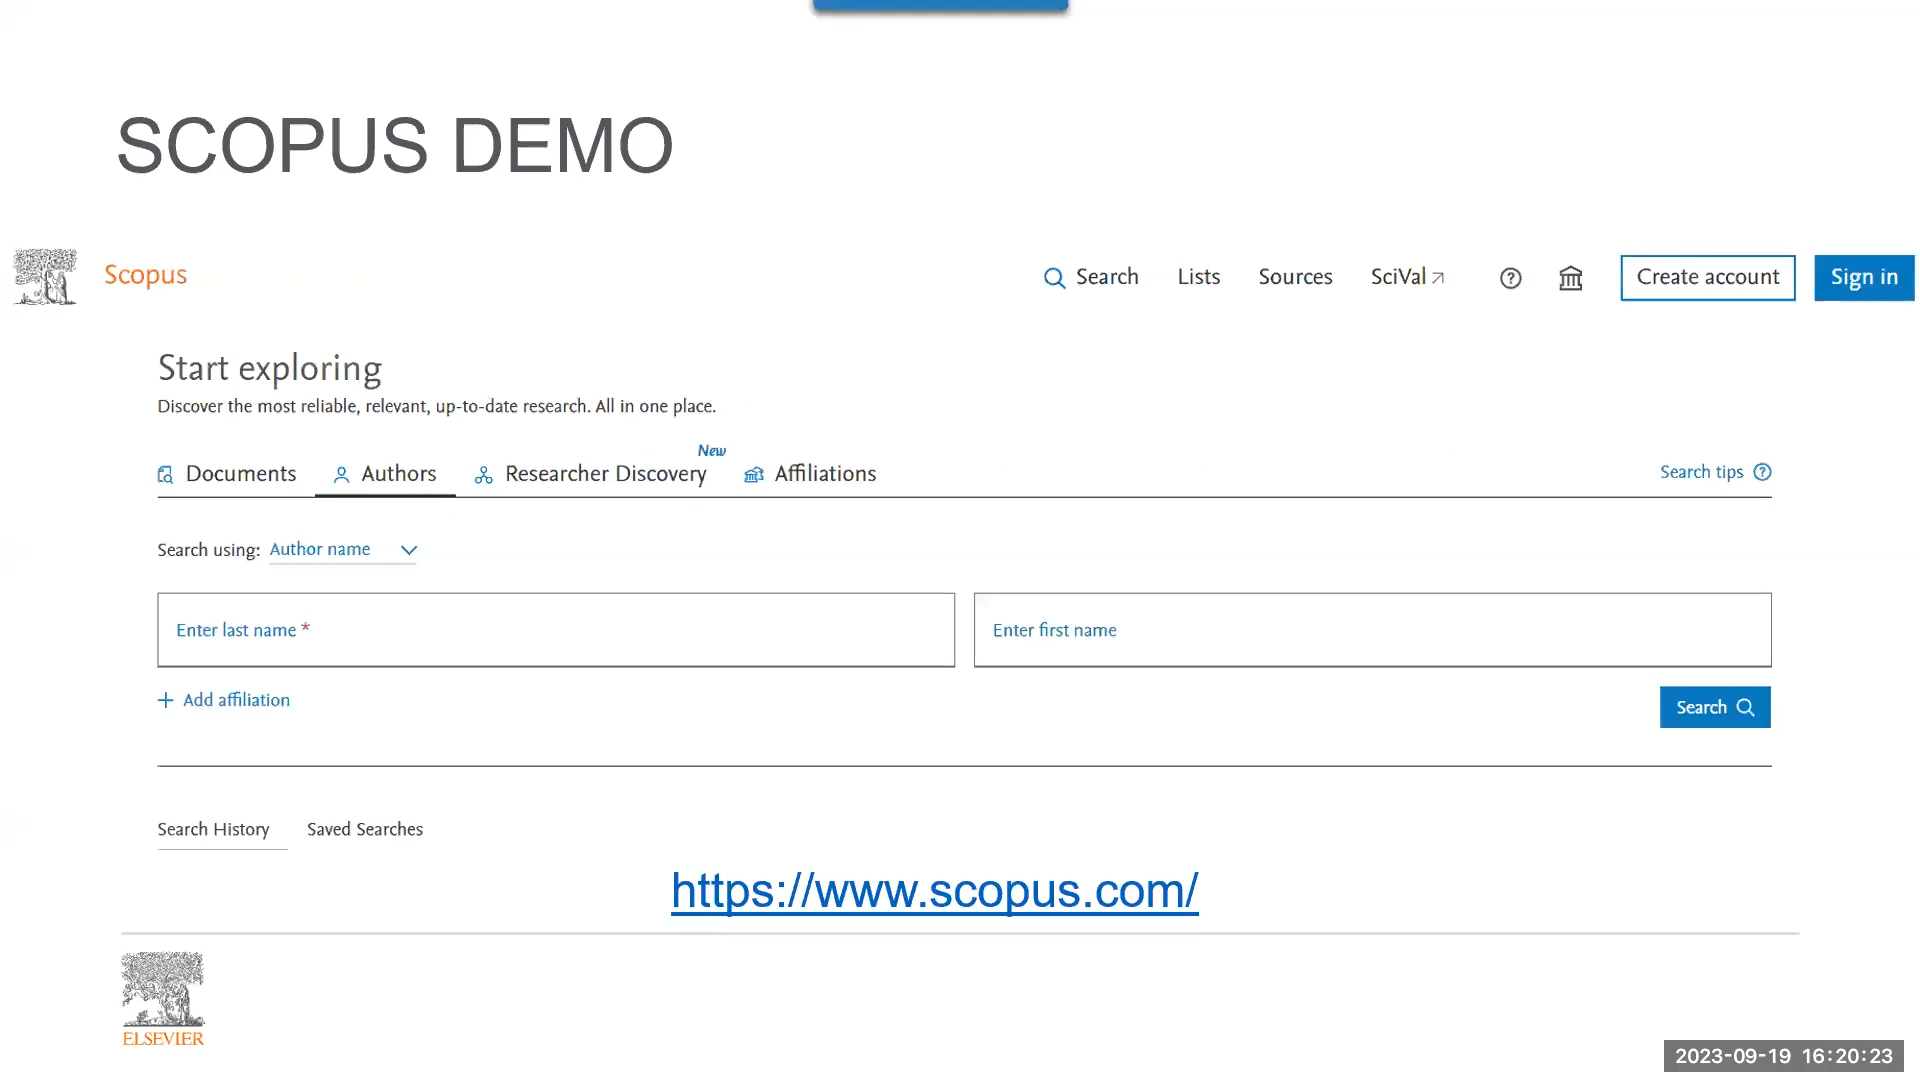 SCOPUS DEMO
Scopus
Search Lists Sources SciVal Create account Sign in
Start exploring
Discover the most reliable, relevant, up-to-date research. All in one place.
New
Documents Authors Researcher Discovery Affiliations Search tips
Search using: Author name
Enter last name * Enter first name
+ Add affiliation
Search
Search History Saved Searches
https://www.scopus.com/
ELSEVIER
2023-09-19 16:20:23